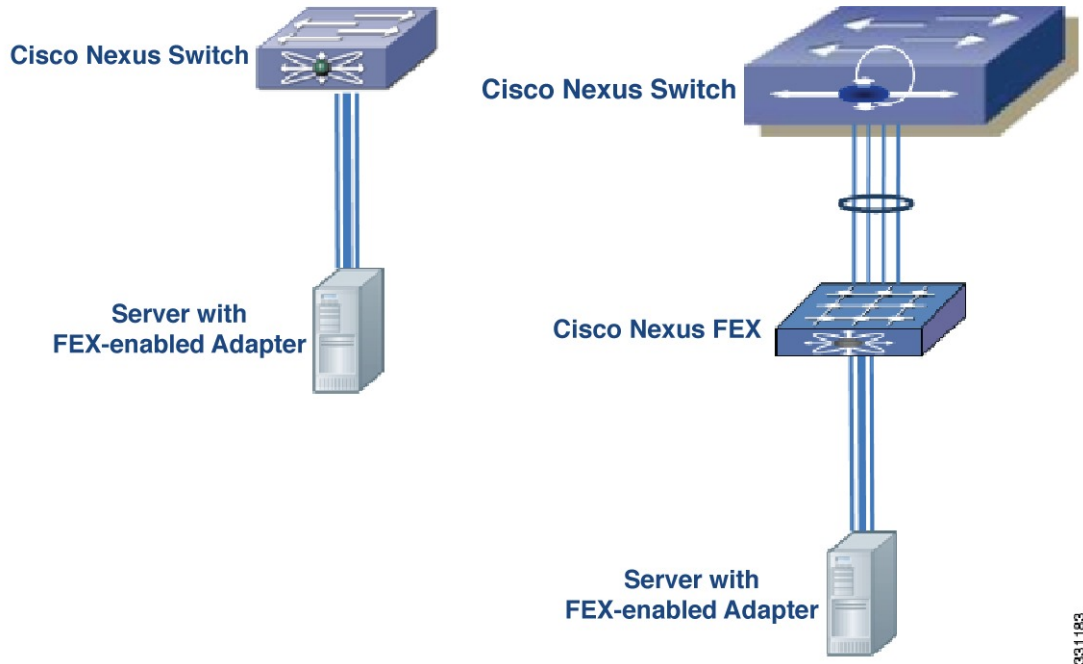 Cisco Nexus Switch
Server with
FEX-enabled Adapter
Cisco Nexus Switch
Cisco Nexus FEX
Server with
FEX-enabled Adapter
331183